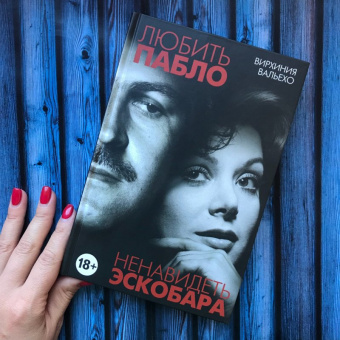 ЛЮБИТЬ
ПАБЛО
ВИРХИНИЯ
ВАЛЬЕХО
НЕНАВИДЕТЬ
ЭСКОБАРА
18+